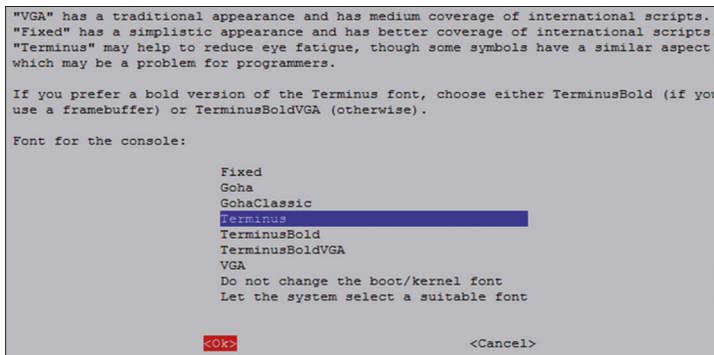 "VGA" has a traditional appearance and has medium coverage of international scripts.
"Fixed" has a simplistic appearance and has better coverage of international scripts
"Terminus" may help to reduce eye fatigue, though some symbols have a similar aspect
which may be a problem for programmers.
If you prefer a bold version of the Terminus font, choose either TerminusBold (if you
use a framebuffer) or TerminusBoldVGA (otherwise).
Font for the console:
Fixed
Goha
GohaClassic
Terminus
TerminusBold
TerminusBoldVGA
VGA
Do not change the boot/kernel font
Let the system select a suitable font
<Ok> <Cancel>